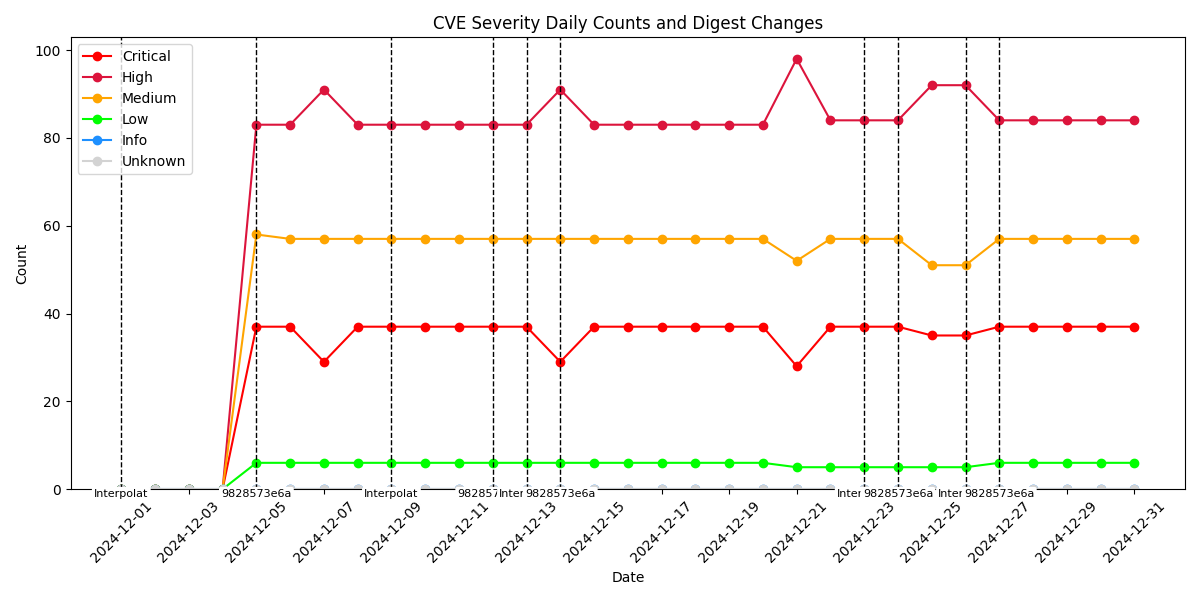 CVE Severity Daily Counts and Digest Changes
Critical
High
Medium
Low
Info
Unknown
100
80
60
40
20
0
Count
Interpolat
9828573e6a
Interpolat
982857
Inter
9828573e6a
Inter
9828573e6a
Inter
9828573e6a
2024-12-01
2024-12-03
2024-12-05
2024-12-07
2024-12-09
2024-12-11
2024-12-13
2024-12-15
2024-12-17
2024-12-19
2024-12-21
2024-12-23
2024-12-25
2024-12-27
2024-12-29
2024-12-31
Date